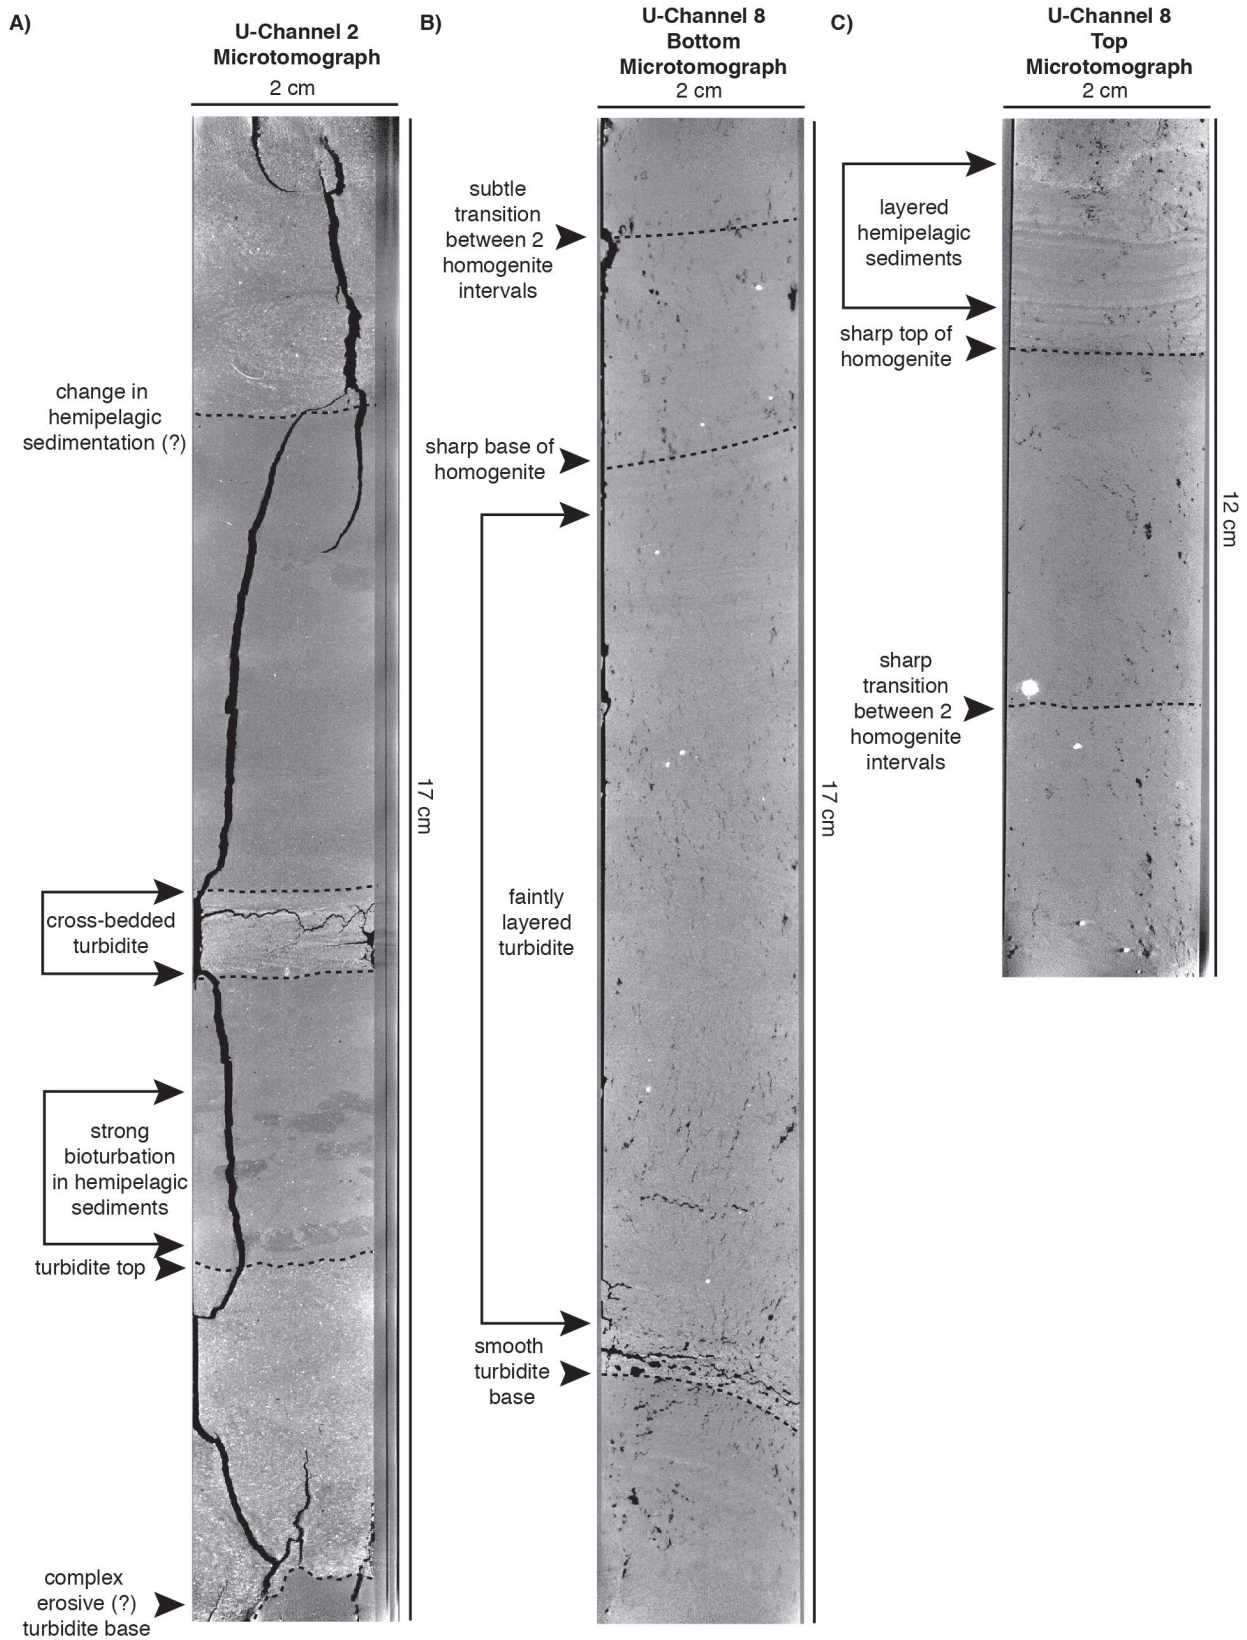 A)
U-Channel 2
Microtomograph
2 cm
change in
hemipelagic
sedimentation (?)
17 cm
cross-bedded
turbidite
strong
bioturbation
in hemipelagic
sediments
turbidite top
complex
erosive (?)
turbidite base
B)
U-Channel 8
Bottom
Microtomograph
2 cm
subtle
transition
between 2
homogenite
intervals
sharp base of
homogenite
17 cm
faintly
layered
turbidite
smooth
turbidite
base
C)
U-Channel 8
Top
Microtomograph
2 cm
layered
hemipelagic
sediments
sharp top of
homogenite
12 cm
sharp
transition
between 2
homogenite
intervals